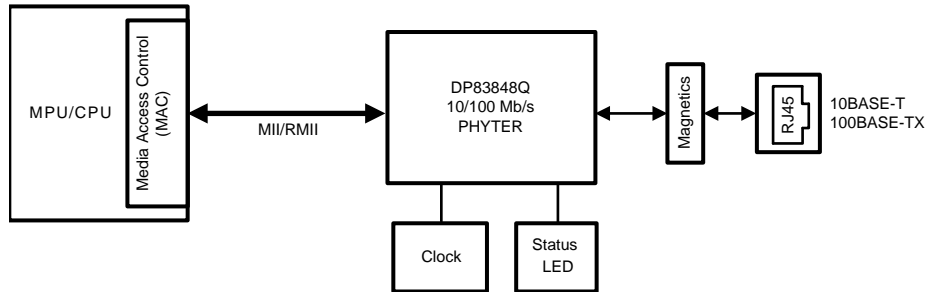 MPU/CPU
Media Access Control
(MAC)
MII/RMII
DP83848Q
10/100 Mb/s
PHYTER
Magnetics
RJ45
10BASE-T
100BASE-TX
Clock
Status
LED